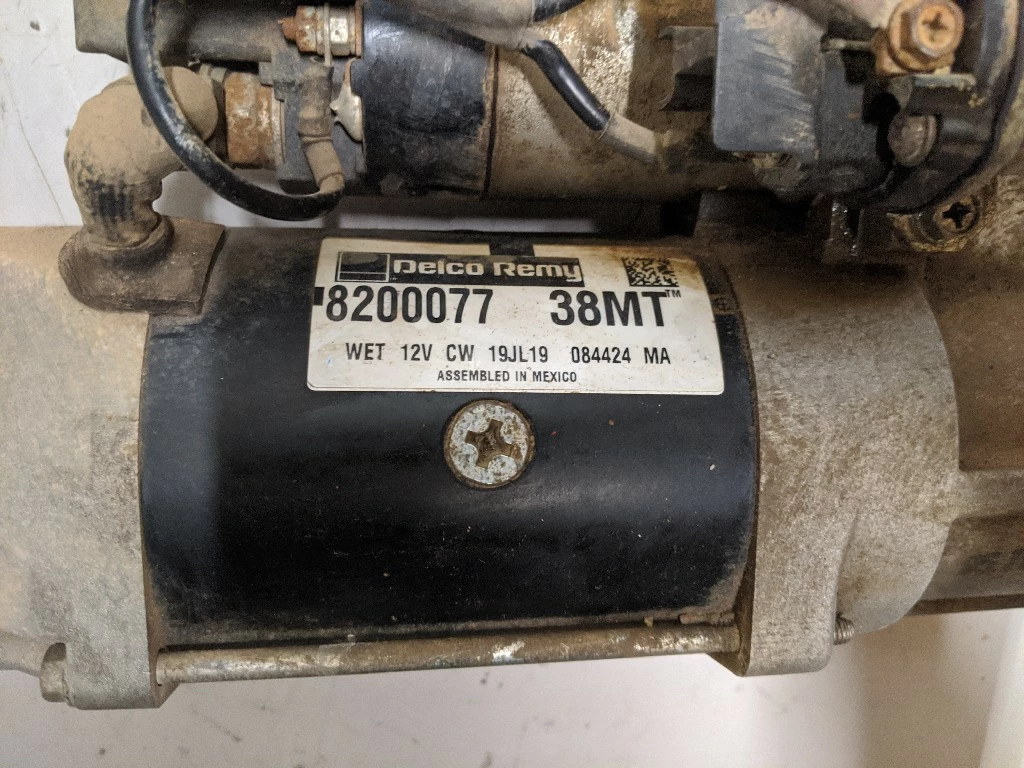 Delco Remy
8200077 38MT™
WET 12V CW 19JL19 084424 MA
ASSEMBLED IN MEXICO